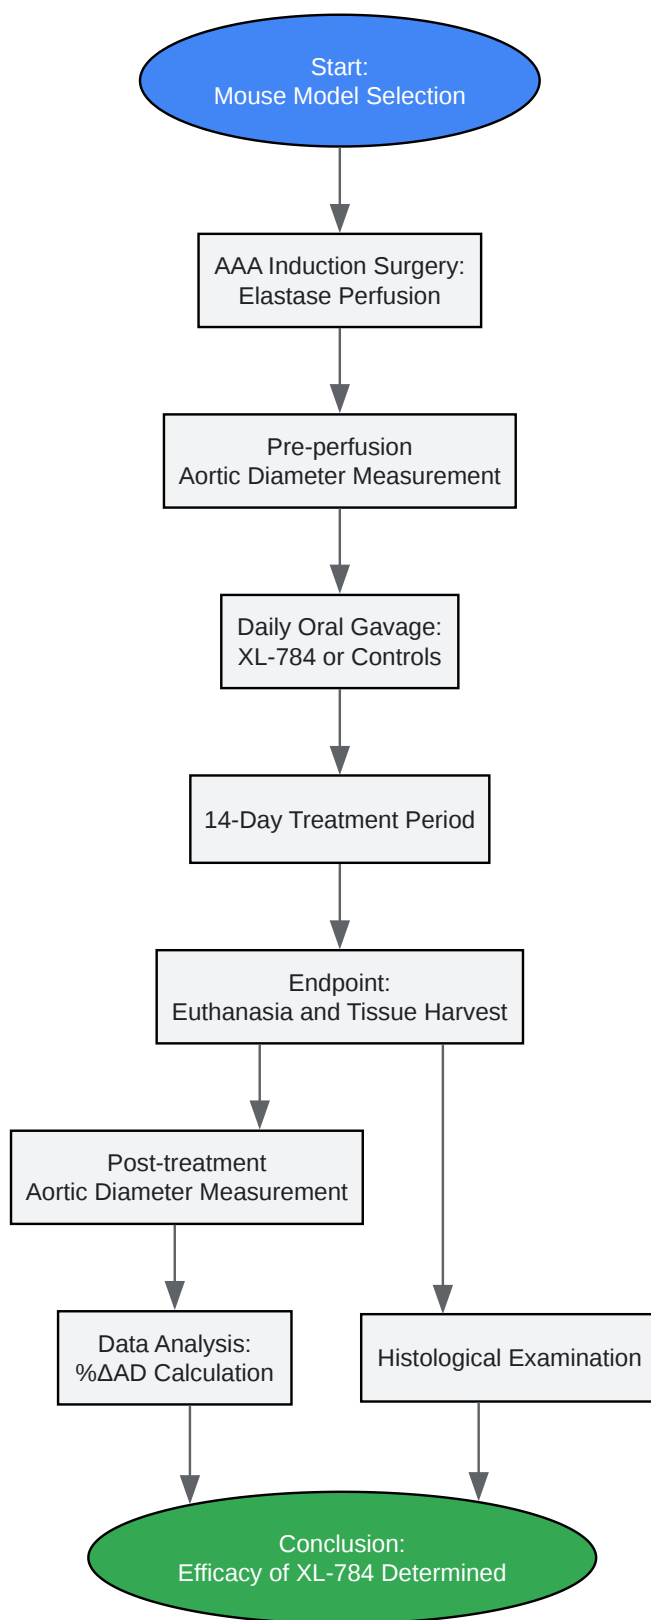 Start:
Mouse Model Selection
AAA Induction Surgery:
Elastase Perfusion
Pre-perfusion
Aortic Diameter Measurement
Daily Oral Gavage:
XL-784 or Controls
14-Day Treatment Period
Endpoint:
Euthanasia and Tissue Harvest
Post-treatment
Aortic Diameter Measurement
Data Analysis:
%ΔAD Calculation
Histological Examination
Conclusion:
Efficacy of XL-784 Determined